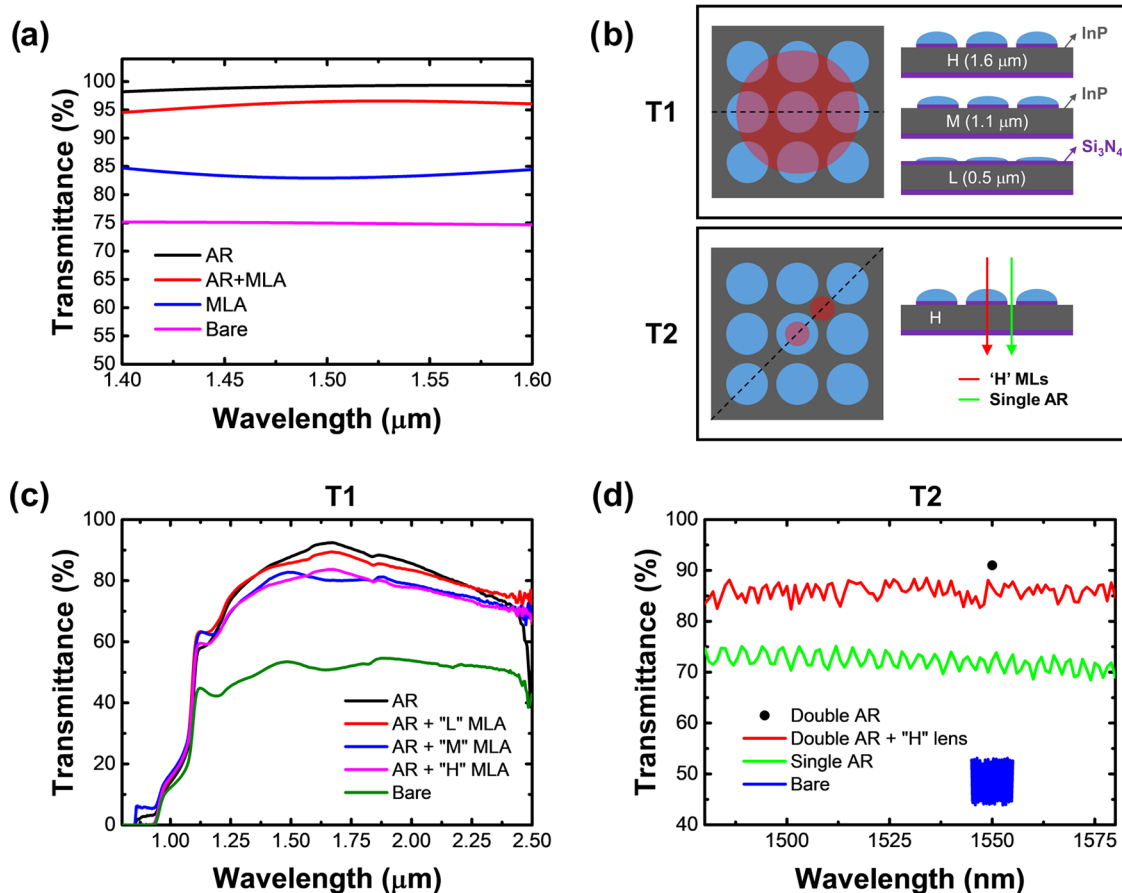 (a)
100
95
90
85
80
75
70
65
60
55
50
Transmittance (%)
AR
AR+MLA
MLA
Bare
1.40
1.45
1.50
1.55
1.60
Wavelength (μm)
(b)
T1
InP
H (1.6 μm)
InP
M (1.1 μm)
Si₃N₄
L (0.5 μm)
T2
H
'H' MLs
Single AR
(c)
T1
100
80
60
40
20
0
Transmittance (%)
AR
AR + "L" MLA
AR + "M" MLA
AR + "H" MLA
Bare
1.00
1.25
1.50
1.75
2.00
2.25
2.50
Wavelength (μm)
(d)
T2
100
90
80
70
60
50
40
Transmittance (%)
Double AR
Double AR + "H" lens
Single AR
Bare
1500
1525
1550
1575
Wavelength (nm)